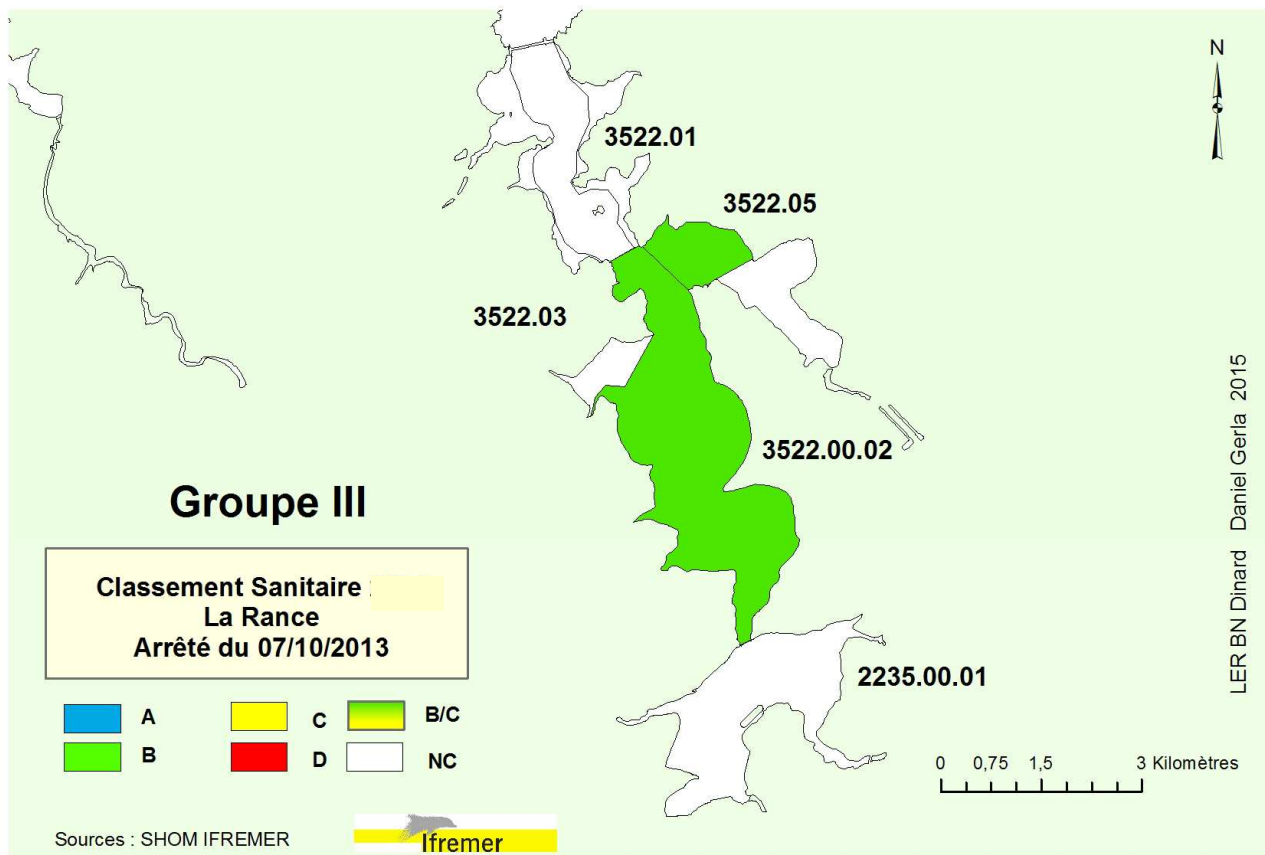 N
3522.01
3522.05
3522.03
3522.00.02
Groupe III
Classement Sanitaire
La Rance
Arrêté du 07/10/2013
2235.00.01
A
C
B/C
B
D
NC
0 0,75 1,5 3 Kilomètres
Sources : SHOM IFREMER
Ifremer
LER BN Dinard Daniel Gerla 2015